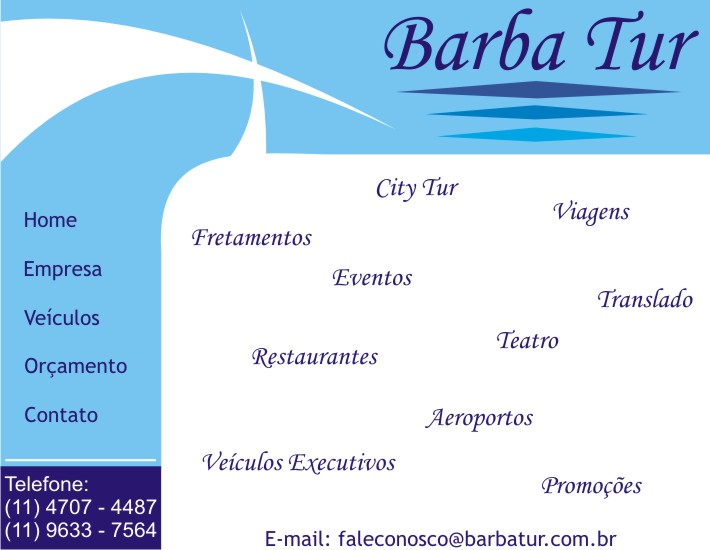 Barba Tur
Home
Empresa
Veículos
Orçamento
Contato
Telefone:
(11) 4707 - 4487
(11) 9633 - 7564
City Tur
Viagens
Fretamentos
Eventos
Translado
Teatro
Restaurantes
Aeroportos
Veículos Executivos
Promoções
E-mail: faleconosco@barbatur.com.br